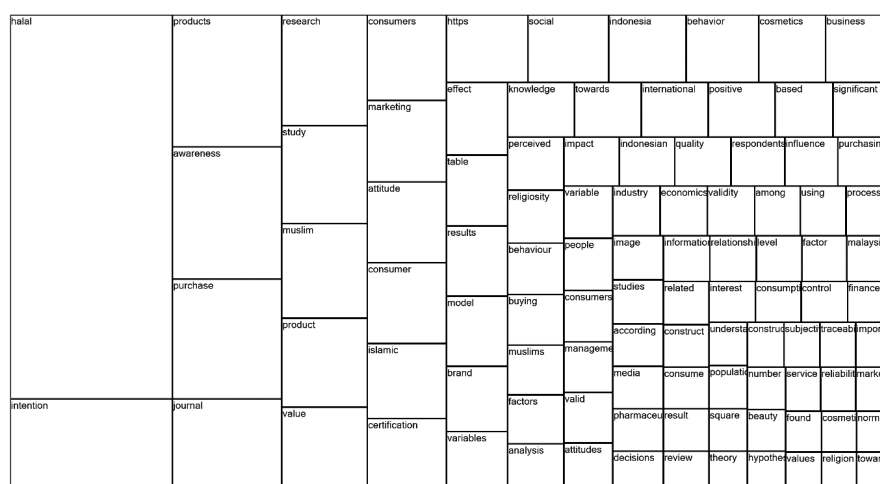 halal products research consumers https social indonesia behavior cosmetics business
effect knowledge towards international positive based significant
marketing
study
perceived impact indonesian quality respondents influence purchasin
awareness
table
attitude
variable industry economics validity among using process
religiosity
muslim
results
image informatio relationshi level factor malaysi
people
behaviour
consumer
purchase
studies related interest consumpti control finance
consumers
model
buying
product
according construct understa construc subjecti traceabi impor
islamic
muslims
manageme
brand
media consume populatio number service reliabilit marke
valid
factors
intention journal
value
pharmaceu result square beauty found cosmeti norm
certification
variables
analysis attitudes
decisions review theory hypothes values religion towar